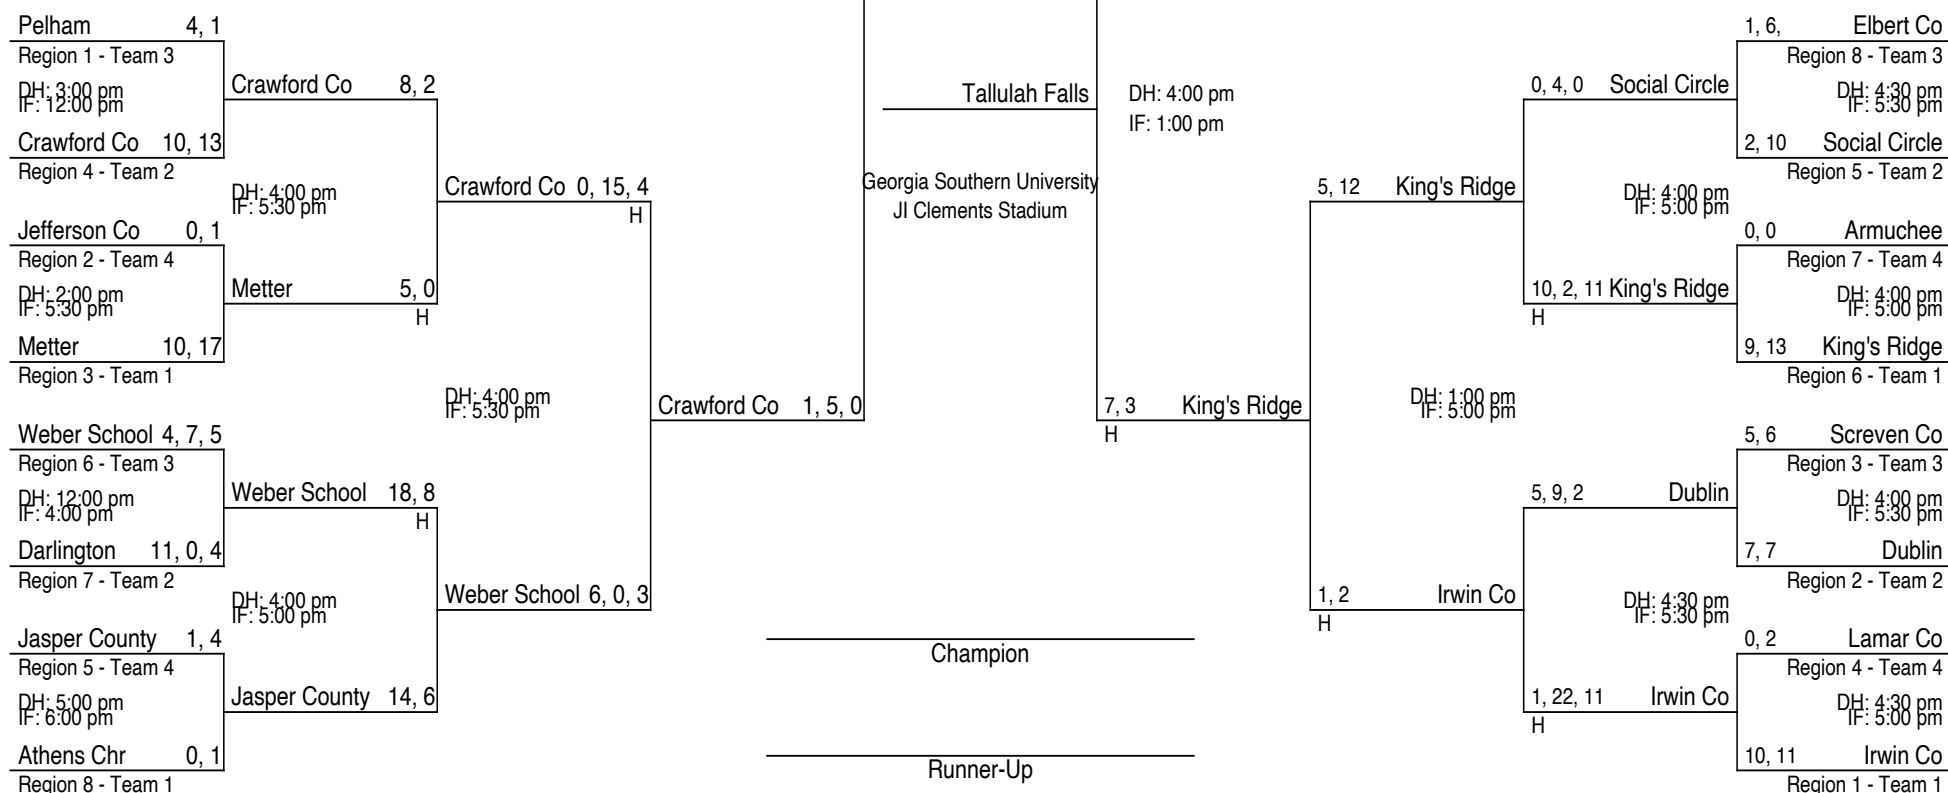 Pelham 4, 1
Region 1 - Team 3
DH: 3:00 pm
IF: 12:00 pm
Crawford Co 10, 13
Region 4 - Team 2
Jefferson Co 0, 1
Region 2 - Team 4
DH: 2:00 pm
IF: 5:30 pm
Metter 10, 17
Region 3 - Team 1
Weber School 4, 7, 5
Region 6 - Team 3
DH: 12:00 pm
IF: 4:00 pm
Darlington 11, 0, 4
Region 7 - Team 2
Jasper County 1, 4
Region 5 - Team 4
DH: 5:00 pm
IF: 6:00 pm
Athens Chr 0, 1
Region 8 - Team 1
Crawford Co 8, 2
DH: 4:00 pm
IF: 5:30 pm
Metter 5, 0
H
Weber School 18, 8
H
DH: 4:00 pm
IF: 5:00 pm
Jasper County 14, 6
Crawford Co 0, 15, 4
H
DH: 4:00 pm
IF: 5:30 pm
Weber School 6, 0, 3
Crawford Co 1, 5, 0
Tallulah Falls
DH: 4:00 pm
IF: 1:00 pm
Georgia Southern University
JI Clements Stadium
Champion
Runner-Up
7, 3 King's Ridge
H
5, 12 King's Ridge
DH: 1:00 pm
IF: 5:00 pm
1, 2 Irwin Co
H
0, 4, 0 Social Circle
DH: 4:00 pm
IF: 5:00 pm
10, 2, 11 King's Ridge
H
5, 9, 2 Dublin
DH: 4:30 pm
IF: 5:30 pm
1, 22, 11 Irwin Co
H
1, 6, Elbert Co
Region 8 - Team 3
DH: 4:30 pm
IF: 5:30 pm
2, 10 Social Circle
Region 5 - Team 2
0, 0 Armuchee
Region 7 - Team 4
DH: 4:00 pm
IF: 5:00 pm
9, 13 King's Ridge
Region 6 - Team 1
5, 6 Screven Co
Region 3 - Team 3
DH: 4:00 pm
IF: 5:30 pm
7, 7 Dublin
Region 2 - Team 2
0, 2 Lamar Co
Region 4 - Team 4
DH: 4:30 pm
IF: 5:00 pm
10, 11 Irwin Co
Region 1 - Team 1